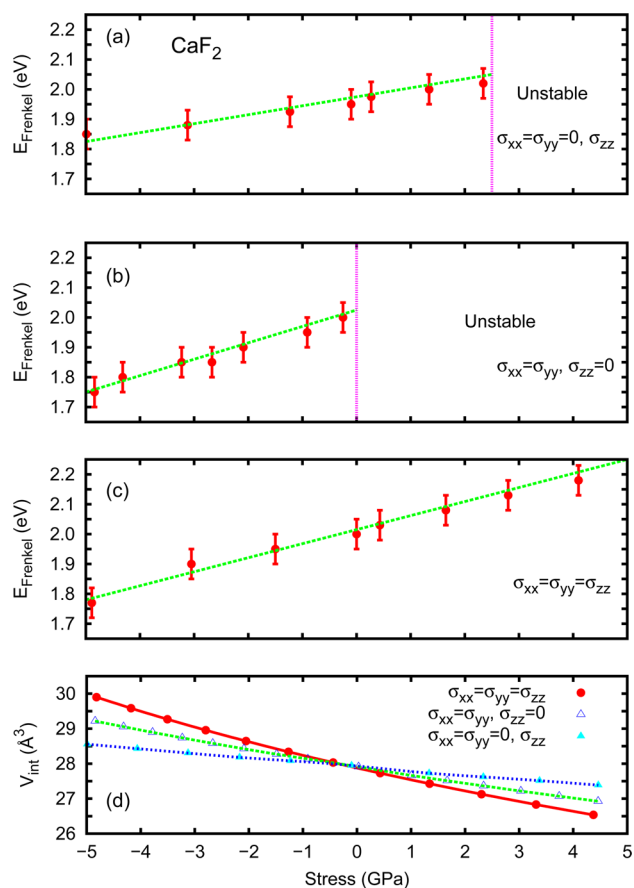 (a)
CaF2
2.2
2.1
2.0
1.9
1.8
1.7
E_Frenkel (eV)
Unstable
σxx=σyy=0, σzz
(b)
2.2
2.1
2.0
1.9
1.8
1.7
E_Frenkel (eV)
Unstable
σxx=σyy, σzz=0
(c)
2.2
2.1
2.0
1.9
1.8
1.7
E_Frenkel (eV)
σxx=σyy=σzz
30
29
28
27
26
V_int (Å³)
σxx=σyy=σzz
σxx=σyy, σzz=0
σxx=σyy=0, σzz
(d)
−5 −4 −3 −2 −1 0 1 2 3 4 5
Stress (GPa)